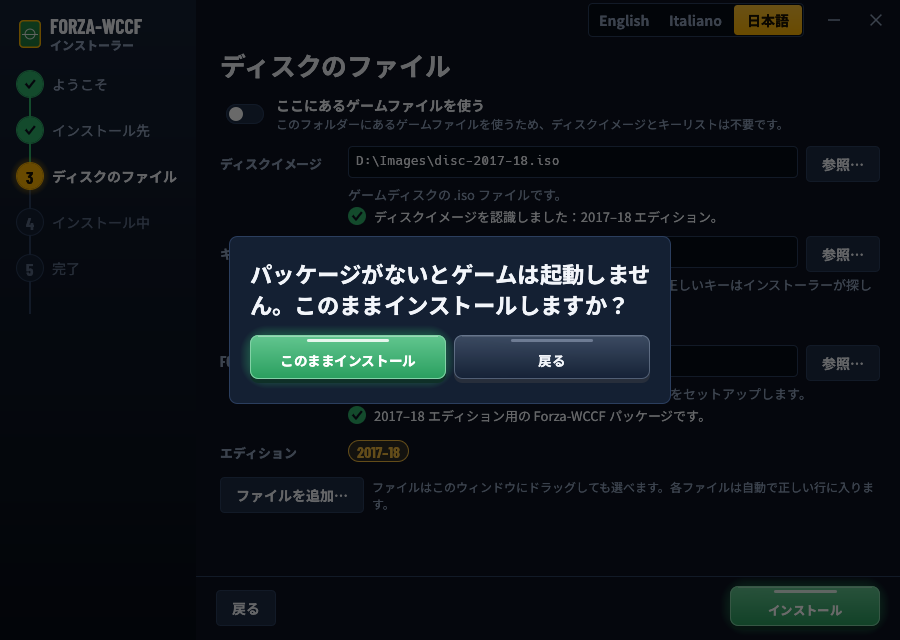 FORZA-WCCF
インストーラー
English Italiano 日本語
ようこそ
インストール先
3 ディスクのファイル
4 インストール中
5 完了
ディスクのファイル
ここにあるゲームファイルを使う
このフォルダーにあるゲームファイルを使うため、ディスクイメージとキーリストは不要です。
ディスクイメージ D:\Images\disc-2017-18.iso 参照…
ゲームディスクの .iso ファイルです。
ディスクイメージを認識しました：2017–18 エディション。
参照…
正しいキーはインストーラーが探し
パッケージがないとゲームは起動しませ
ん。このままインストールしますか？
このままインストール 戻る
参照…
をセットアップします。
2017–18 エディション用の Forza-WCCF パッケージです。
エディション 2017–18
ファイルを追加… ファイルはこのウィンドウにドラッグしても選べます。各ファイルは自動で正しい行に入りま
す。
戻る インストール